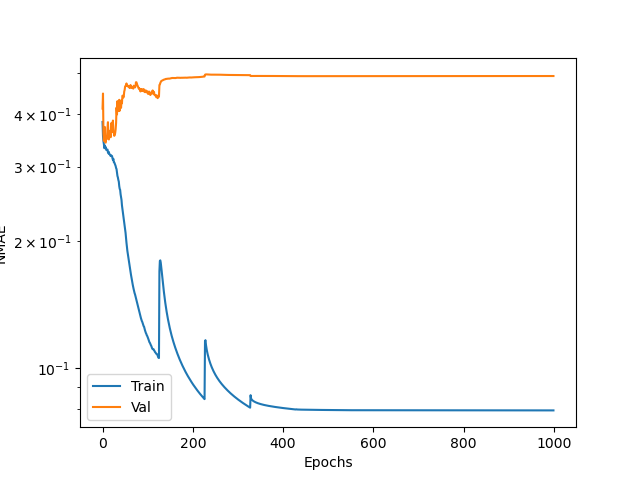 4 × 10⁻¹
3 × 10⁻¹
2 × 10⁻¹
10⁻¹
NMAE
Train
Val
0 200 400 600 800 1000
Epochs